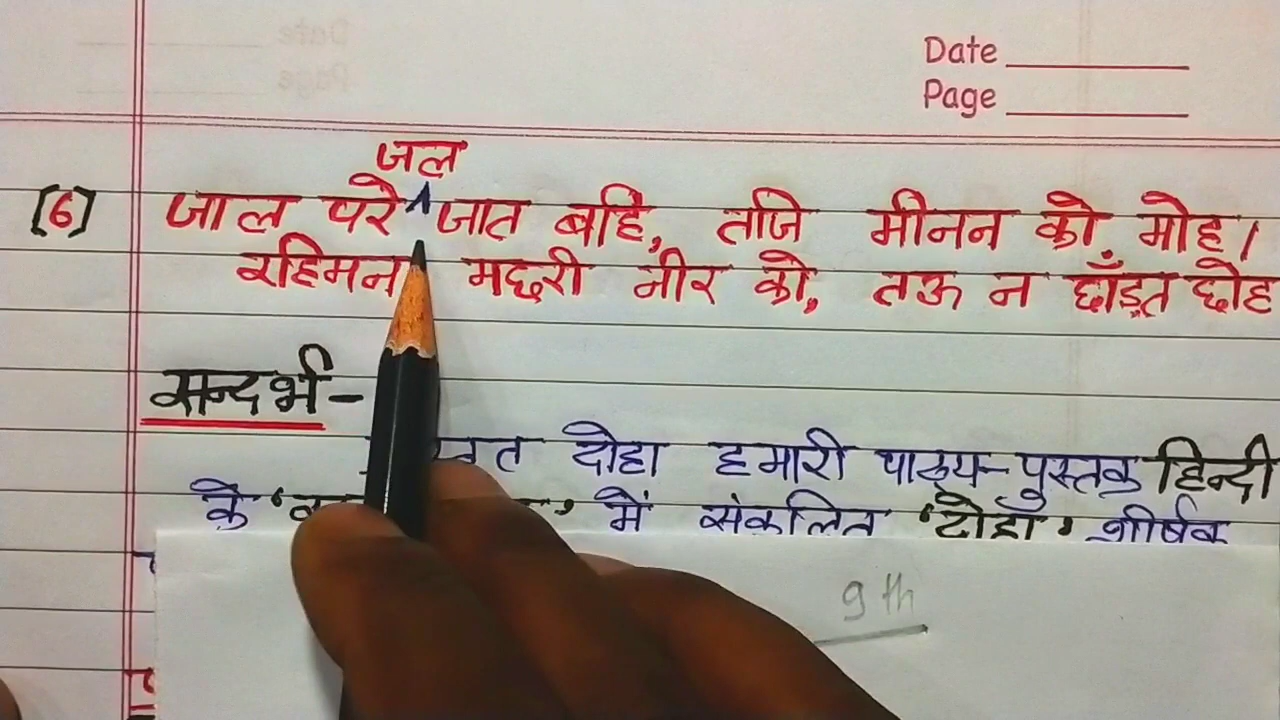 Date
Page
जल
[6] जाल परे ^ जात बहि, तजि मीनन को मोह।
रहिमन मछरी नीर को, तऊ न छाँड़त छोह
सन्दर्भ-
दोहा हमारी पाठ्य-पुस्तक हिन्दी
के में संकलित 'दोहा' शीर्षक
9th